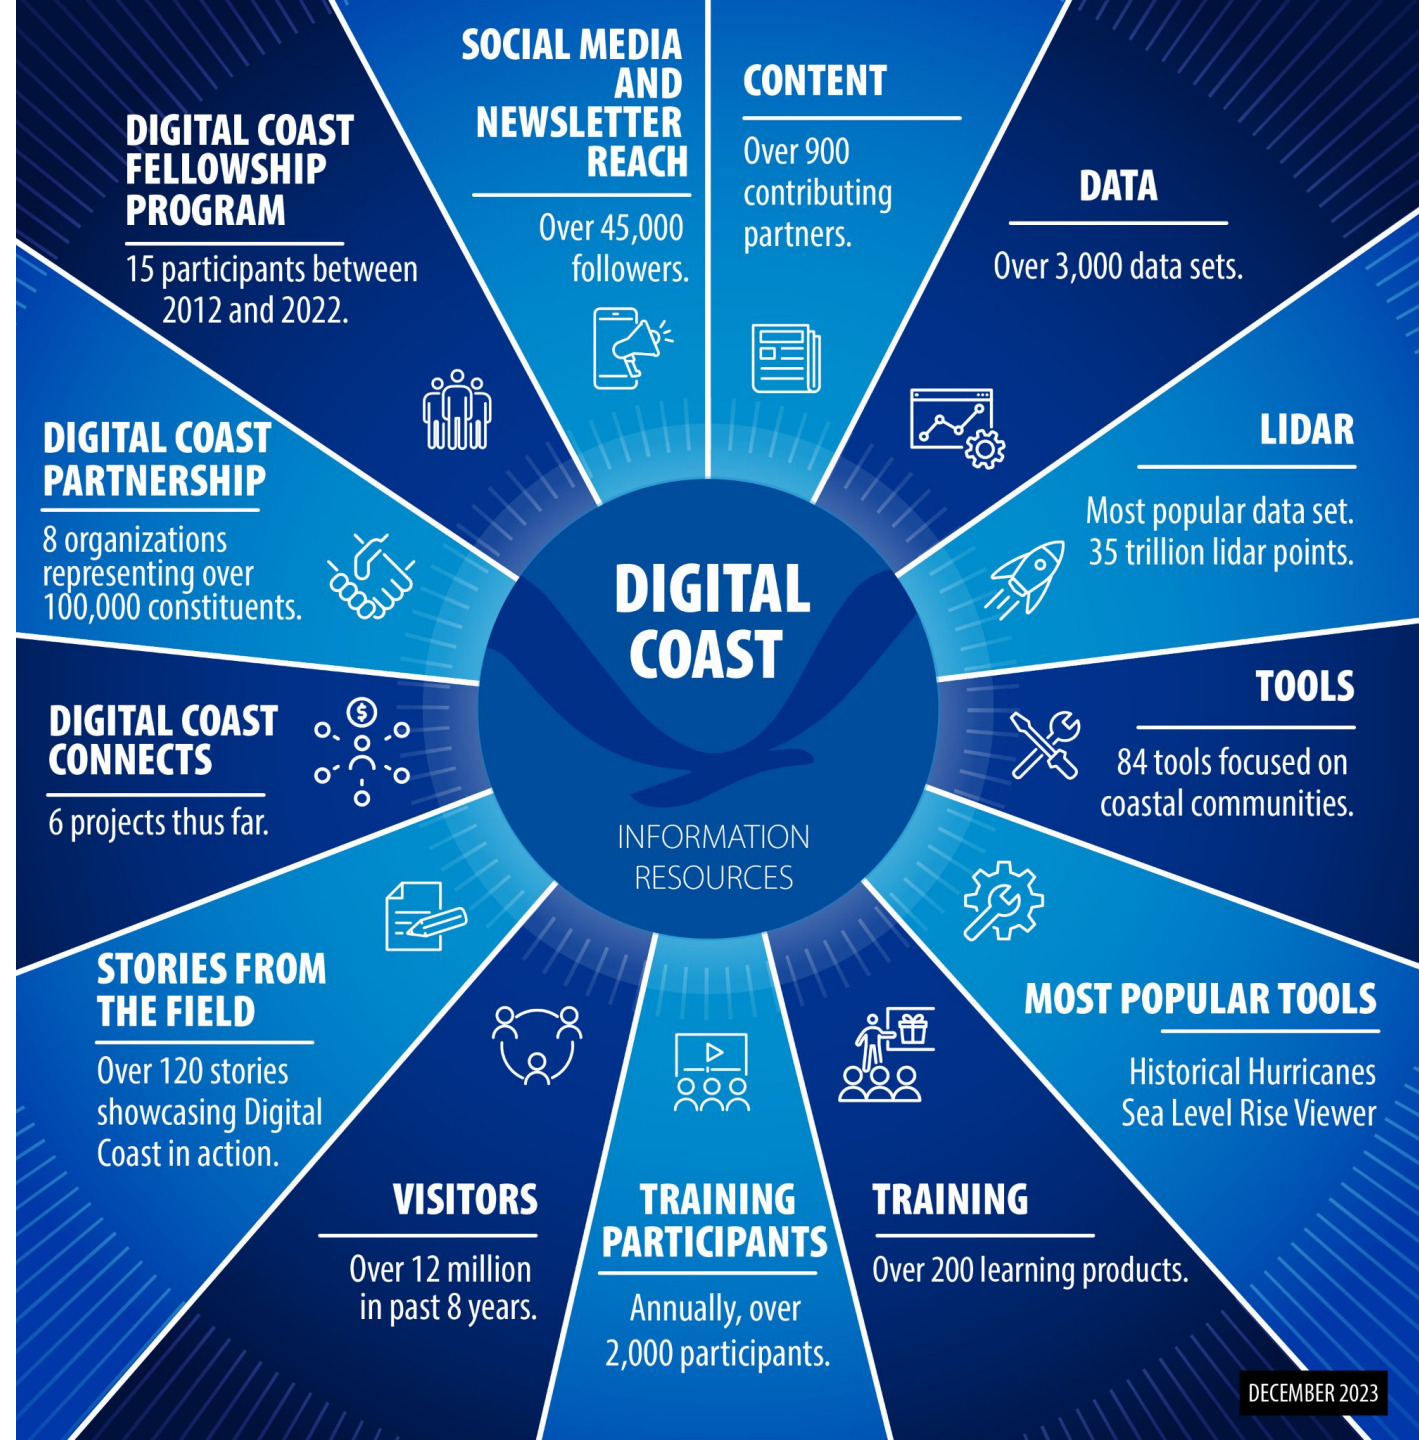 DIGITAL
COAST
INFORMATION
RESOURCES
SOCIAL MEDIA
AND
NEWSLETTER
REACH
Over 45,000
followers.
CONTENT
Over 900
contributing
partners.
DATA
Over 3,000 data sets.
LIDAR
Most popular data set.
35 trillion lidar points.
TOOLS
84 tools focused on
coastal communities.
MOST POPULAR TOOLS
Historical Hurricanes
Sea Level Rise Viewer
TRAINING
Over 200 learning products.
TRAINING
PARTICIPANTS
Annually, over
2,000 participants.
VISITORS
Over 12 million
in past 8 years.
STORIES FROM
THE FIELD
Over 120 stories
showcasing Digital
Coast in action.
DIGITAL COAST
CONNECTS
6 projects thus far.
$
DIGITAL COAST
PARTNERSHIP
8 organizations
representing over
100,000 constituents.
DIGITAL COAST
FELLOWSHIP
PROGRAM
15 participants between
2012 and 2022.
DECEMBER 2023